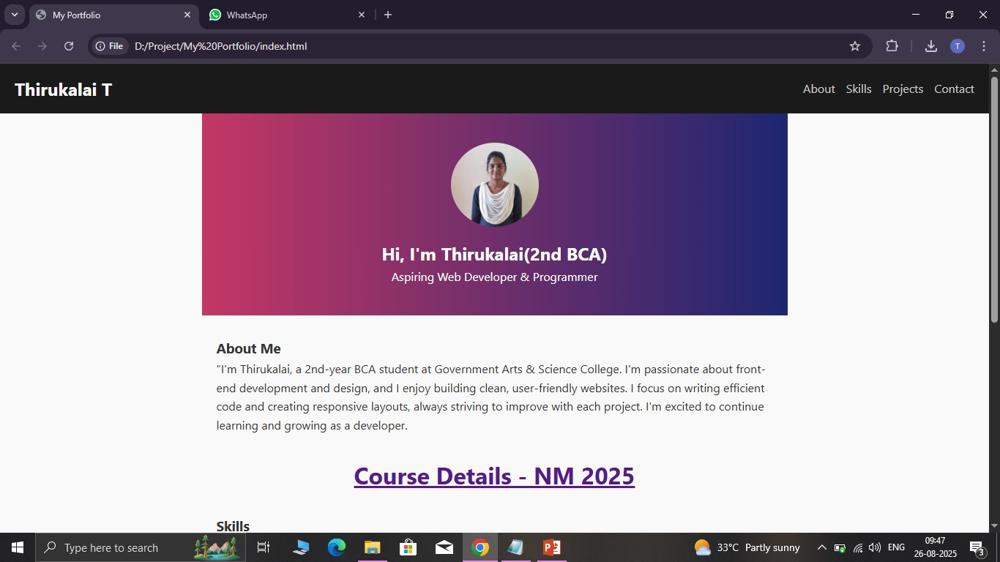 My Portfolio
WhatsApp
File D:/Project/My%20Portfolio/index.html
T
Thirukalai T
About Skills Projects Contact
Hi, I'm Thirukalai(2nd BCA)
Aspiring Web Developer & Programmer
About Me
"I'm Thirukalai, a 2nd-year BCA student at Government Arts & Science College. I'm passionate about front-
end development and design, and I enjoy building clean, user-friendly websites. I focus on writing efficient
code and creating responsive layouts, always striving to improve with each project. I'm excited to continue
learning and growing as a developer.
Course Details - NM 2025
Skills
Type here to search
33°C Partly sunny
ENG
09:47
26-08-2025
3